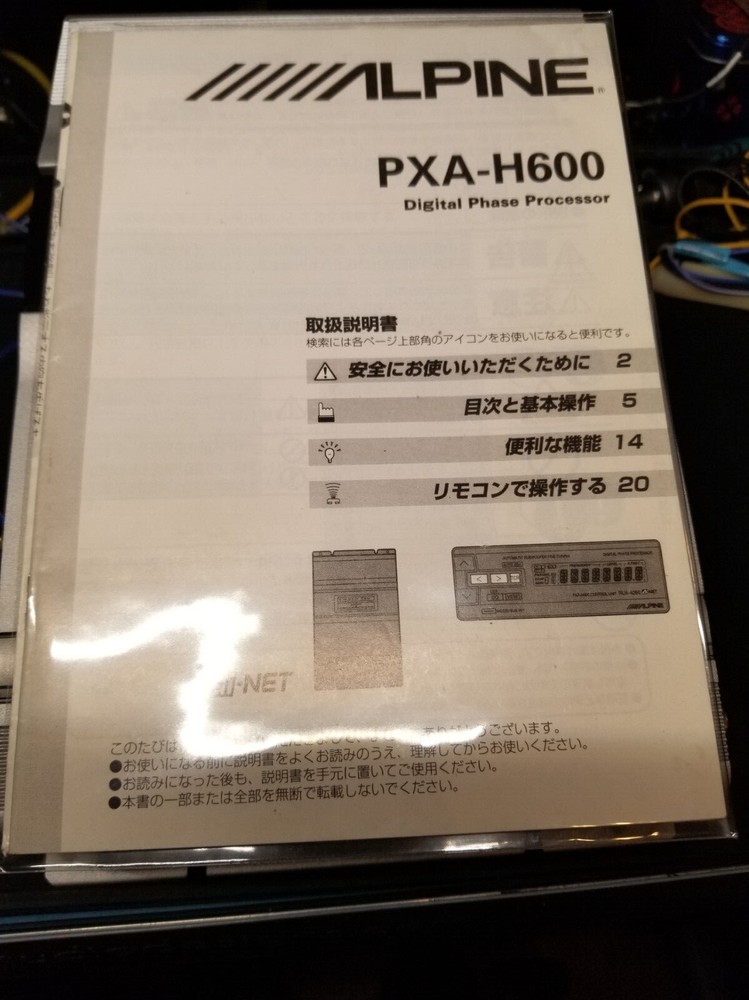 ALPINE®
PXA-H600
Digital Phase Processor
取扱説明書
検索には各ページ上部角のアイコンをお使いになると便利です。
安全にお使いいただくために 2
目次と基本操作 5
便利な機能 14
リモコンで操作する 20
ALPINE
-NET
このたびは
ございます。
●お使いになる前に説明書をよくお読みのうえ、理解してからお使いください。
●お読みになった後も、説明書を手元に置いてご使用ください。
●本書の一部または全部を無断で転載しないでください。